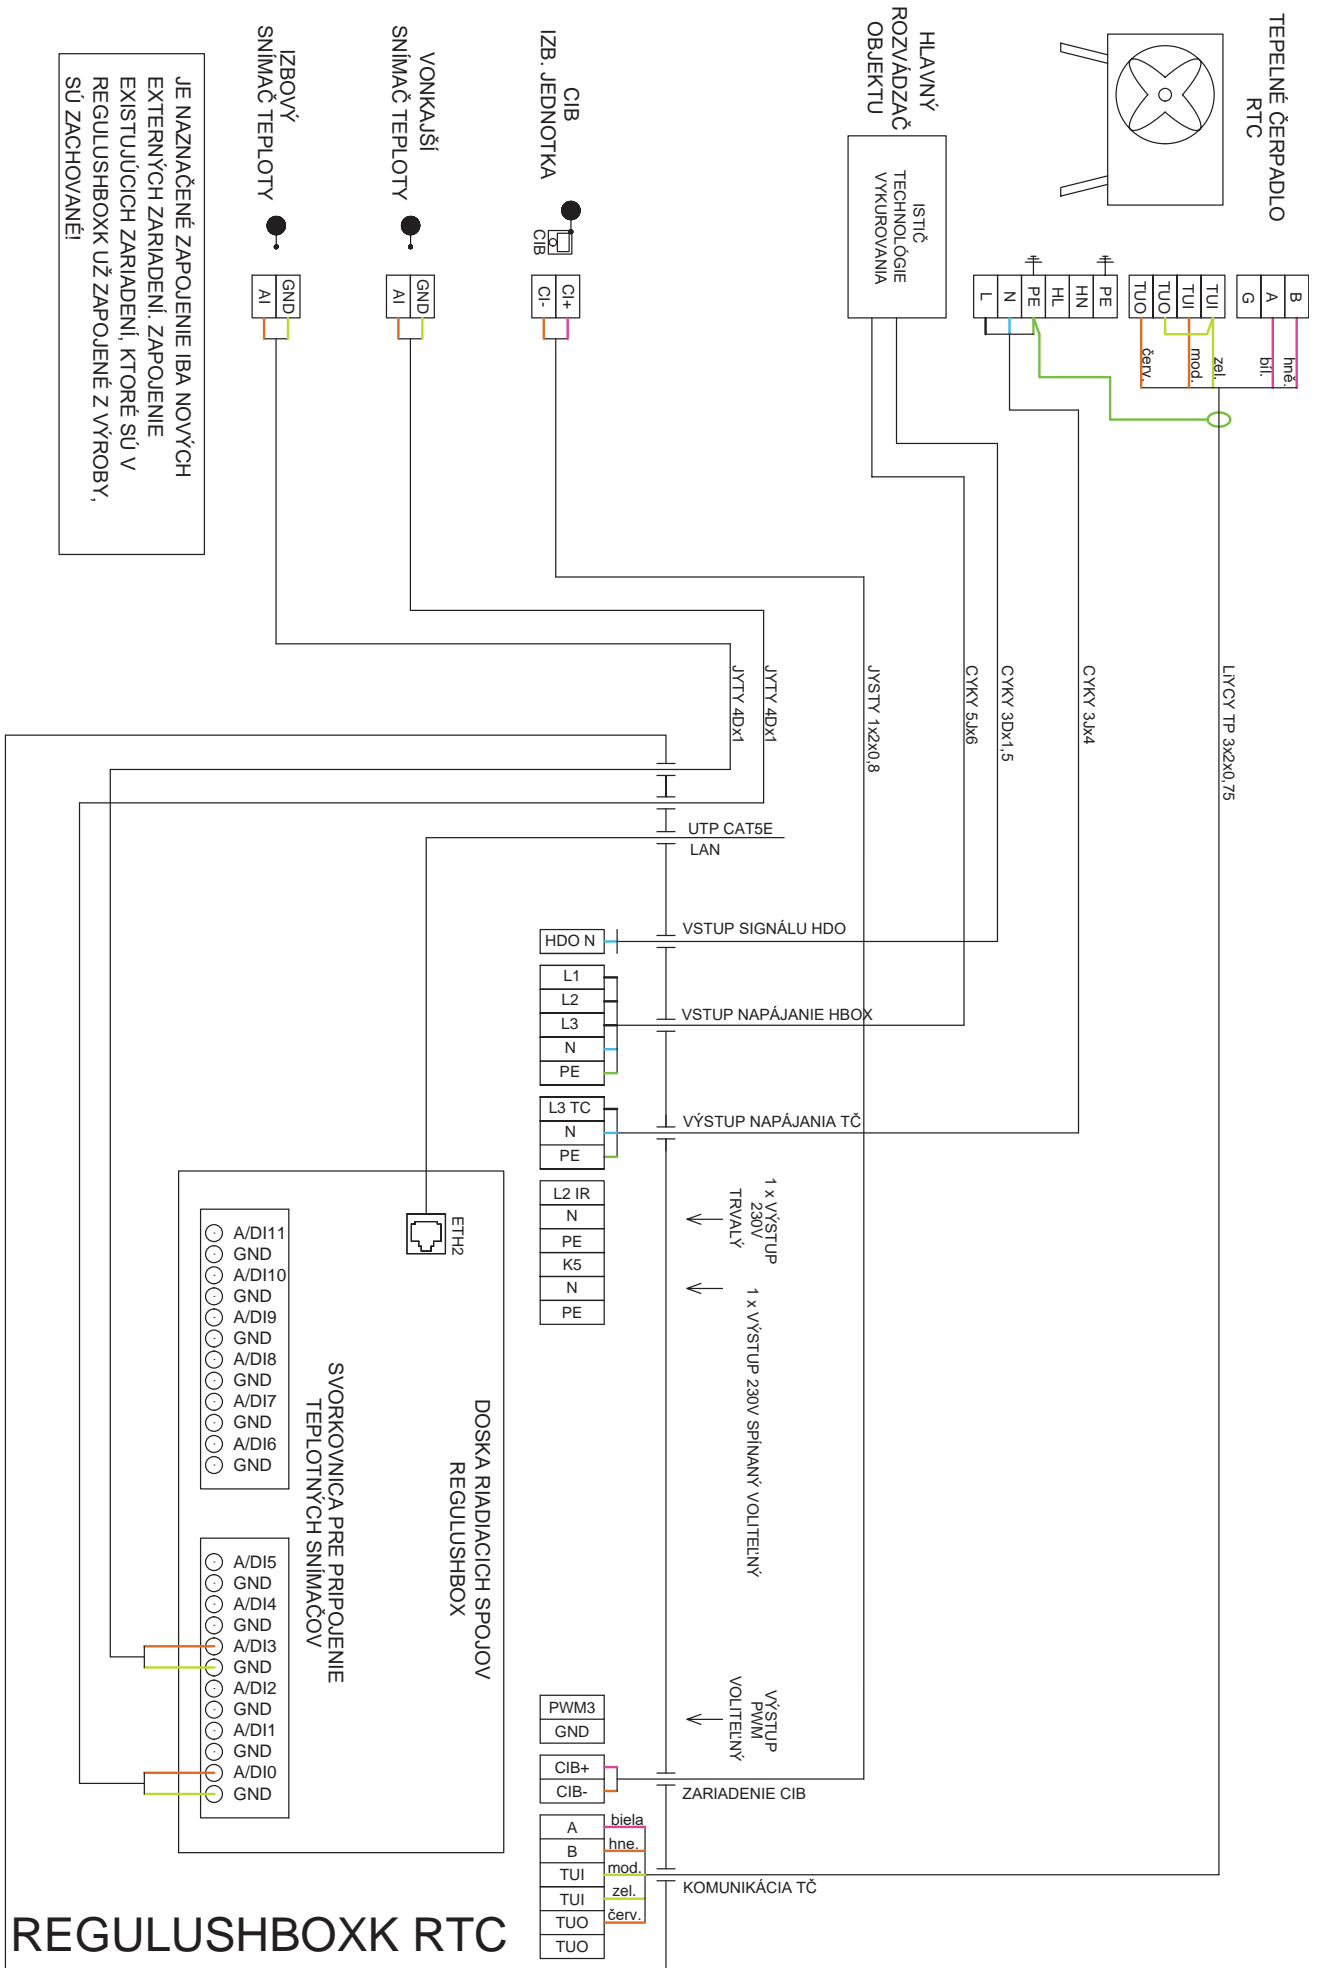 TEPELNÉ ČERPADLO
RTC
B
A
G
hně.
bíl.
TUI
TUI
TUO
TUO
zel.
mod.
červ.
PE
HN
HL
PE
N
L
HLAVNÝ
ROZVÁDZAČ
OBJEKTU
ISTIČ
TECHNOLÓGIE
VYKUROVANIA
CIB
IZB. JEDNOTKA
CIB
CI+
CI-
VONKAJŠÍ
SNÍMAČ TEPLOTY
GND
AI
IZBOVÝ
SNÍMAČ TEPLOTY
GND
AI
JE NAZNAČENÉ ZAPOJENIE IBA NOVÝCH
EXTERNÝCH ZARIADENÍ. ZAPOJENIE
EXISTUJÚCICH ZARIADENÍ, KTORÉ SÚ V
REGULUSHBOXK UŽ ZAPOJENÉ Z VÝROBY,
SÚ ZACHOVANÉ!
LiYCY TP 3x2x0,75
CYKY 3Jx4
CYKY 3Dx1,5
CYKY 5Jx6
JYSTY 1x2x0,8
JYTY 4Dx1
JYTY 4Dx1
UTP CAT5E
LAN
VSTUP SIGNÁLU HDO
HDO N
L1
L2
L3
N
PE
VSTUP NAPÁJANIE HBOX
L3 TC
N
PE
VÝSTUP NAPÁJANIA TČ
L2 IR
N
PE
K5
N
PE
1 x VÝSTUP
230V
TRVALÝ
1 x VÝSTUP 230V SPÍNANÝ VOLITEĽNÝ
ETH2
DOSKA RIADIACICH SPOJOV
REGULUSHBOX
SVORKOVNICA PRE PRIPOJENIE
TEPLOTNÝCH SNÍMAČOV
A/DI11
GND
A/DI10
GND
A/DI9
GND
A/DI8
GND
A/DI7
GND
A/DI6
GND
A/DI5
GND
A/DI4
GND
A/DI3
GND
A/DI2
GND
A/DI1
GND
A/DI0
GND
VÝSTUP
PWM
VOLITEĽNÝ
PWM3
GND
CIB+
CIB-
ZARIADENIE CIB
A
B
TUI
TUI
TUO
TUO
biela
hne.
mod.
zel.
červ.
KOMUNIKÁCIA TČ
REGULUSHBOXK RTC